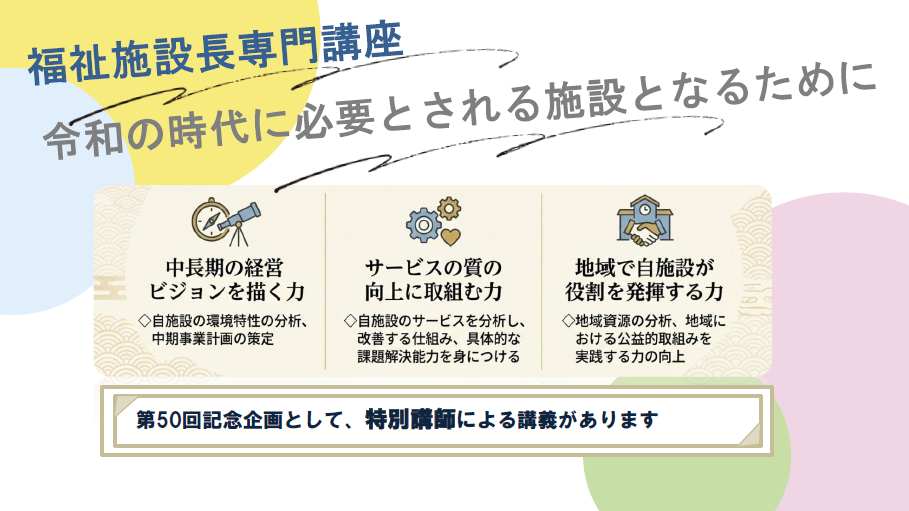 福祉施設長専門講座
令和の時代に必要とされる施設となるために
中長期の経営
ビジョンを描く力
◇自施設の環境特性の分析、
中期事業計画の策定
サービスの質の
向上に取組む力
◇自施設のサービスを分析し、
改善する仕組み、具体的な
課題解決能力を身につける
地域で自施設が
役割を発揮する力
◇地域資源の分析、地域に
おける公益的取組みを
実践する力の向上
第50回記念企画として、特別講師による講義があります